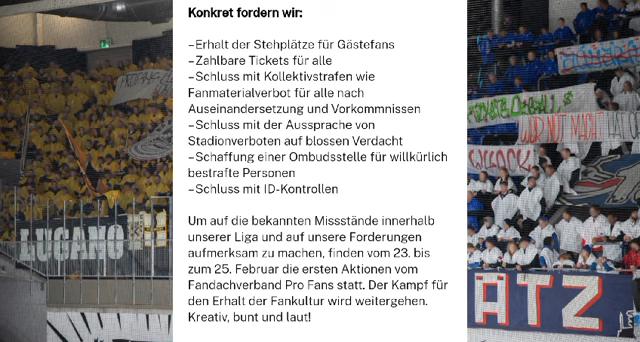 Konkret fordern wir:
–Erhalt der Stehplätze für Gästefans
–Zahlbare Tickets für alle
–Schluss mit Kollektivstrafen wie
Fanmaterialverbot für alle nach
Auseinandersetzung und Vorkommnissen
–Schluss mit der Aussprache von
Stadionverboten auf blossen Verdacht
–Schaffung einer Ombudsstelle für willkürlich
bestrafte Personen
–Schluss mit ID-Kontrollen
Um auf die bekannten Missstände innerhalb
unserer Liga und auf unsere Forderungen
aufmerksam zu machen, finden vom 23. bis
zum 25. Februar die ersten Aktionen vom
Fandachverband Pro Fans statt. Der Kampf für
den Erhalt der Fankultur wird weitergehen.
Kreativ, bunt und laut!
LUGANO
NICHT
ATZ